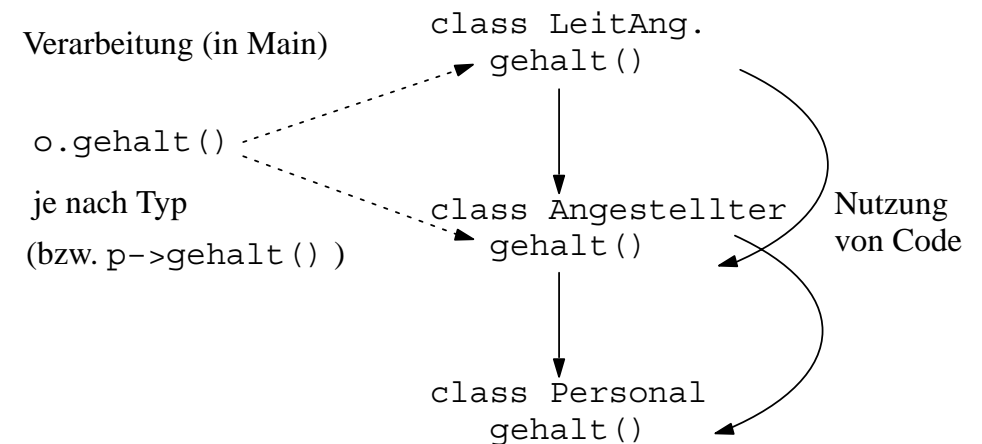 Verarbeitung (in Main)
class LeitAng.
gehalt()
o.gehalt()
je nach Typ
(bzw. p->gehalt() )
class Angestellter
gehalt()
Nutzung
von Code
class Personal
gehalt()